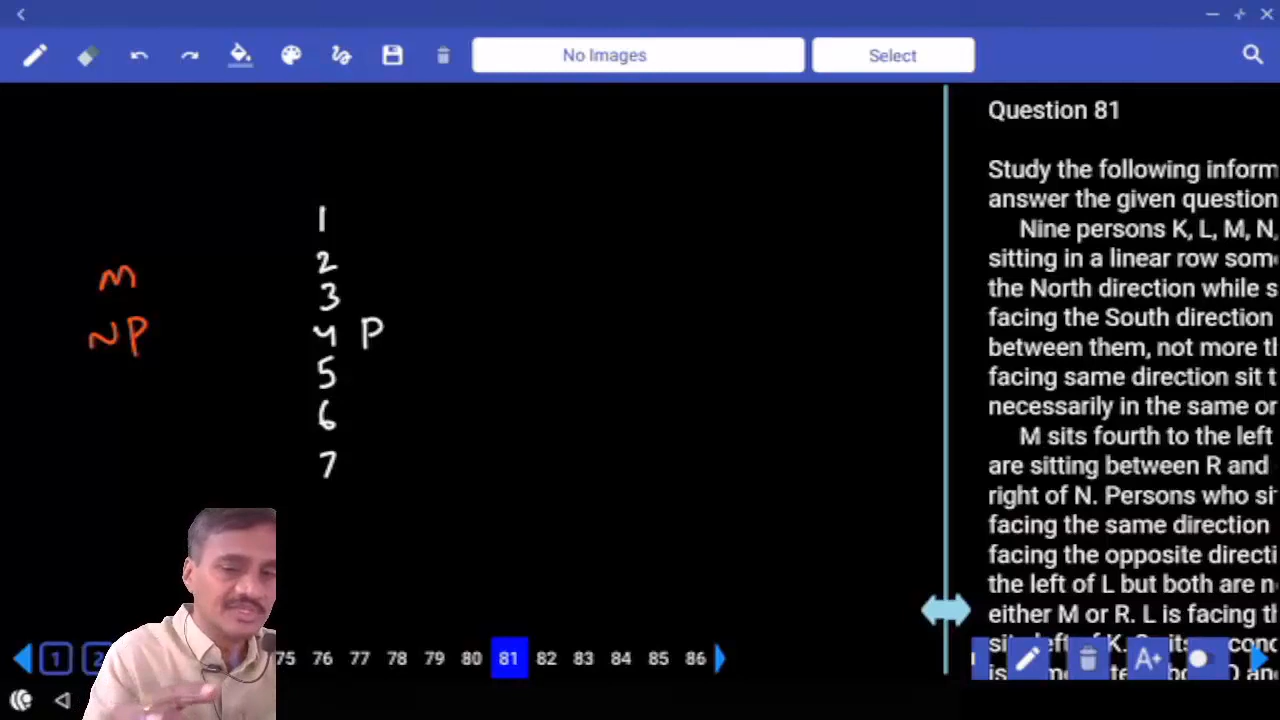 No Images
Select
Question 81
Study the following inform
answer the given question
Nine persons K, L, M, N,
sitting in a linear row som
the North direction while s
facing the South direction
between them, not more th
facing same direction sit t
necessarily in the same or
M sits fourth to the left
are sitting between R and
right of N. Persons who si
facing the same direction
facing the opposite directi
the left of L but both are n
either M or R. L is facing th
1
2
3
4 P
5
6
7
M
NP
1 2 75 76 77 78 79 80 81 82 83 84 85 86
A+